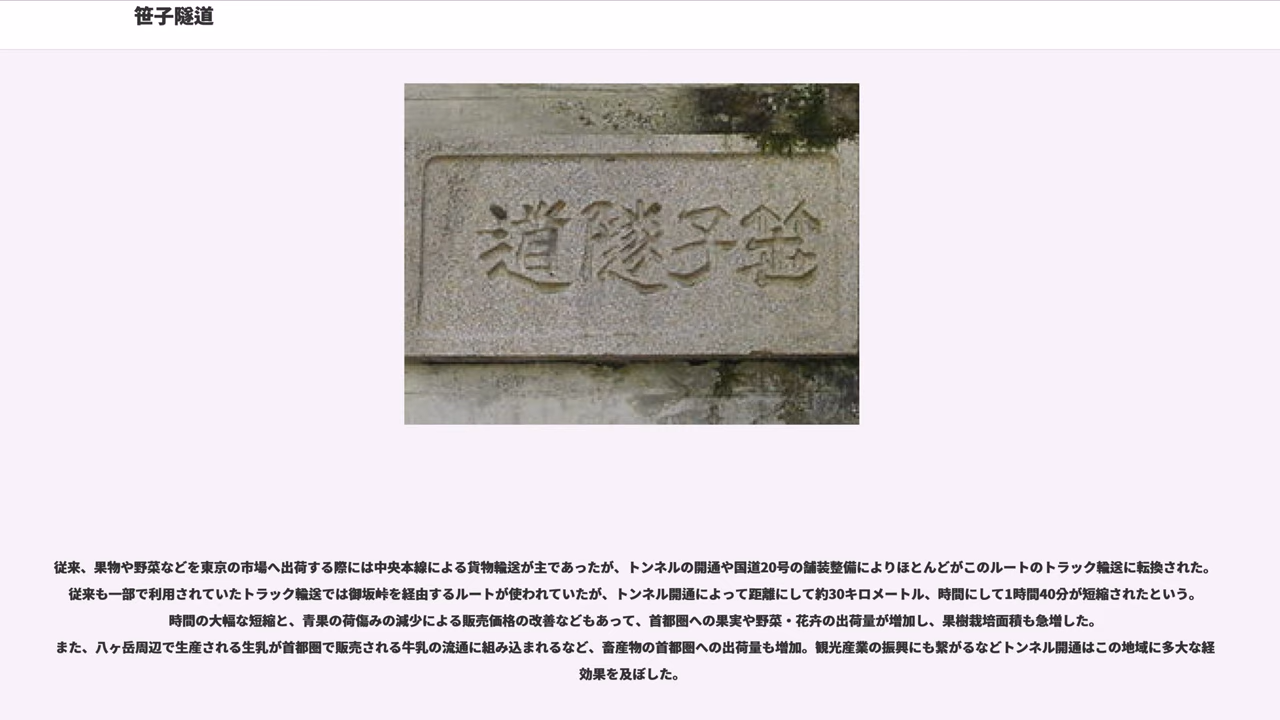 笹子隧道
道隧子笹
従来、果物や野菜などを東京の市場へ出荷する際には中央本線による貨物輸送が主であったが、トンネルの開通や国道20号の舗装整備によりほとんどがこのルートのトラック輸送に転換された。
従来も一部で利用されていたトラック輸送では御坂峠を経由するルートが使われていたが、トンネル開通によって距離にして約30キロメートル、時間にして1時間40分が短縮されたという。
時間の大幅な短縮と、青果の荷傷みの減少による販売価格の改善などもあって、首都圏への果実や野菜・花卉の出荷量が増加し、果樹栽培面積も急増した。
また、八ヶ岳周辺で生産される生乳が首都圏で販売される牛乳の流通に組み込まれるなど、畜産物の首都圏への出荷量も増加。観光産業の振興にも繋がるなどトンネル開通はこの地域に多大な経
効果を及ぼした。